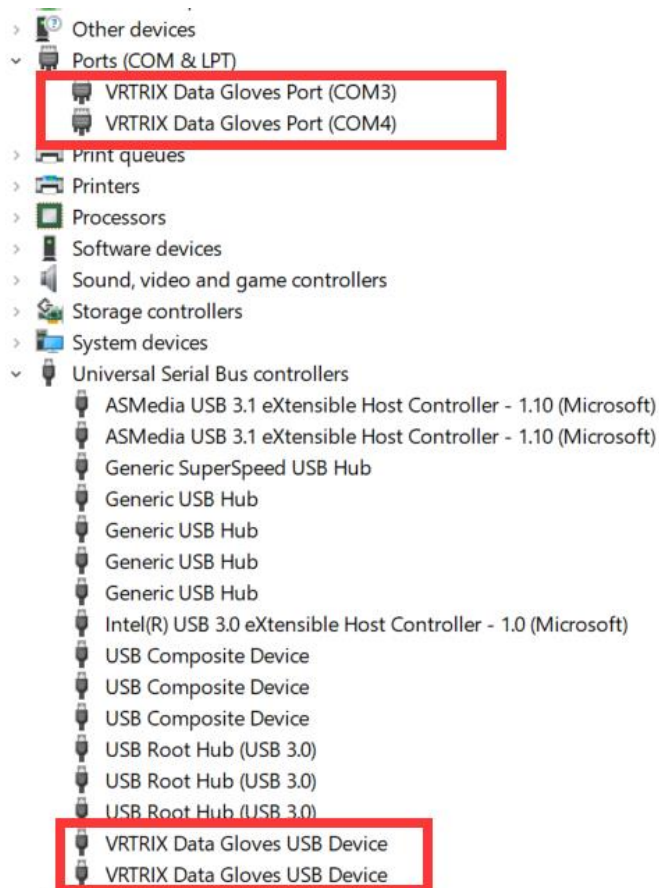 Other devices
Ports (COM & LPT)
VRTRIX Data Gloves Port (COM3)
VRTRIX Data Gloves Port (COM4)
Print queues
Printers
Processors
Software devices
Sound, video and game controllers
Storage controllers
System devices
Universal Serial Bus controllers
ASMedia USB 3.1 eXtensible Host Controller - 1.10 (Microsoft)
ASMedia USB 3.1 eXtensible Host Controller - 1.10 (Microsoft)
Generic SuperSpeed USB Hub
Generic USB Hub
Generic USB Hub
Generic USB Hub
Generic USB Hub
Intel(R) USB 3.0 eXtensible Host Controller - 1.0 (Microsoft)
USB Composite Device
USB Composite Device
USB Composite Device
USB Root Hub (USB 3.0)
USB Root Hub (USB 3.0)
USB Root Hub (USB 3.0)
VRTRIX Data Gloves USB Device
VRTRIX Data Gloves USB Device